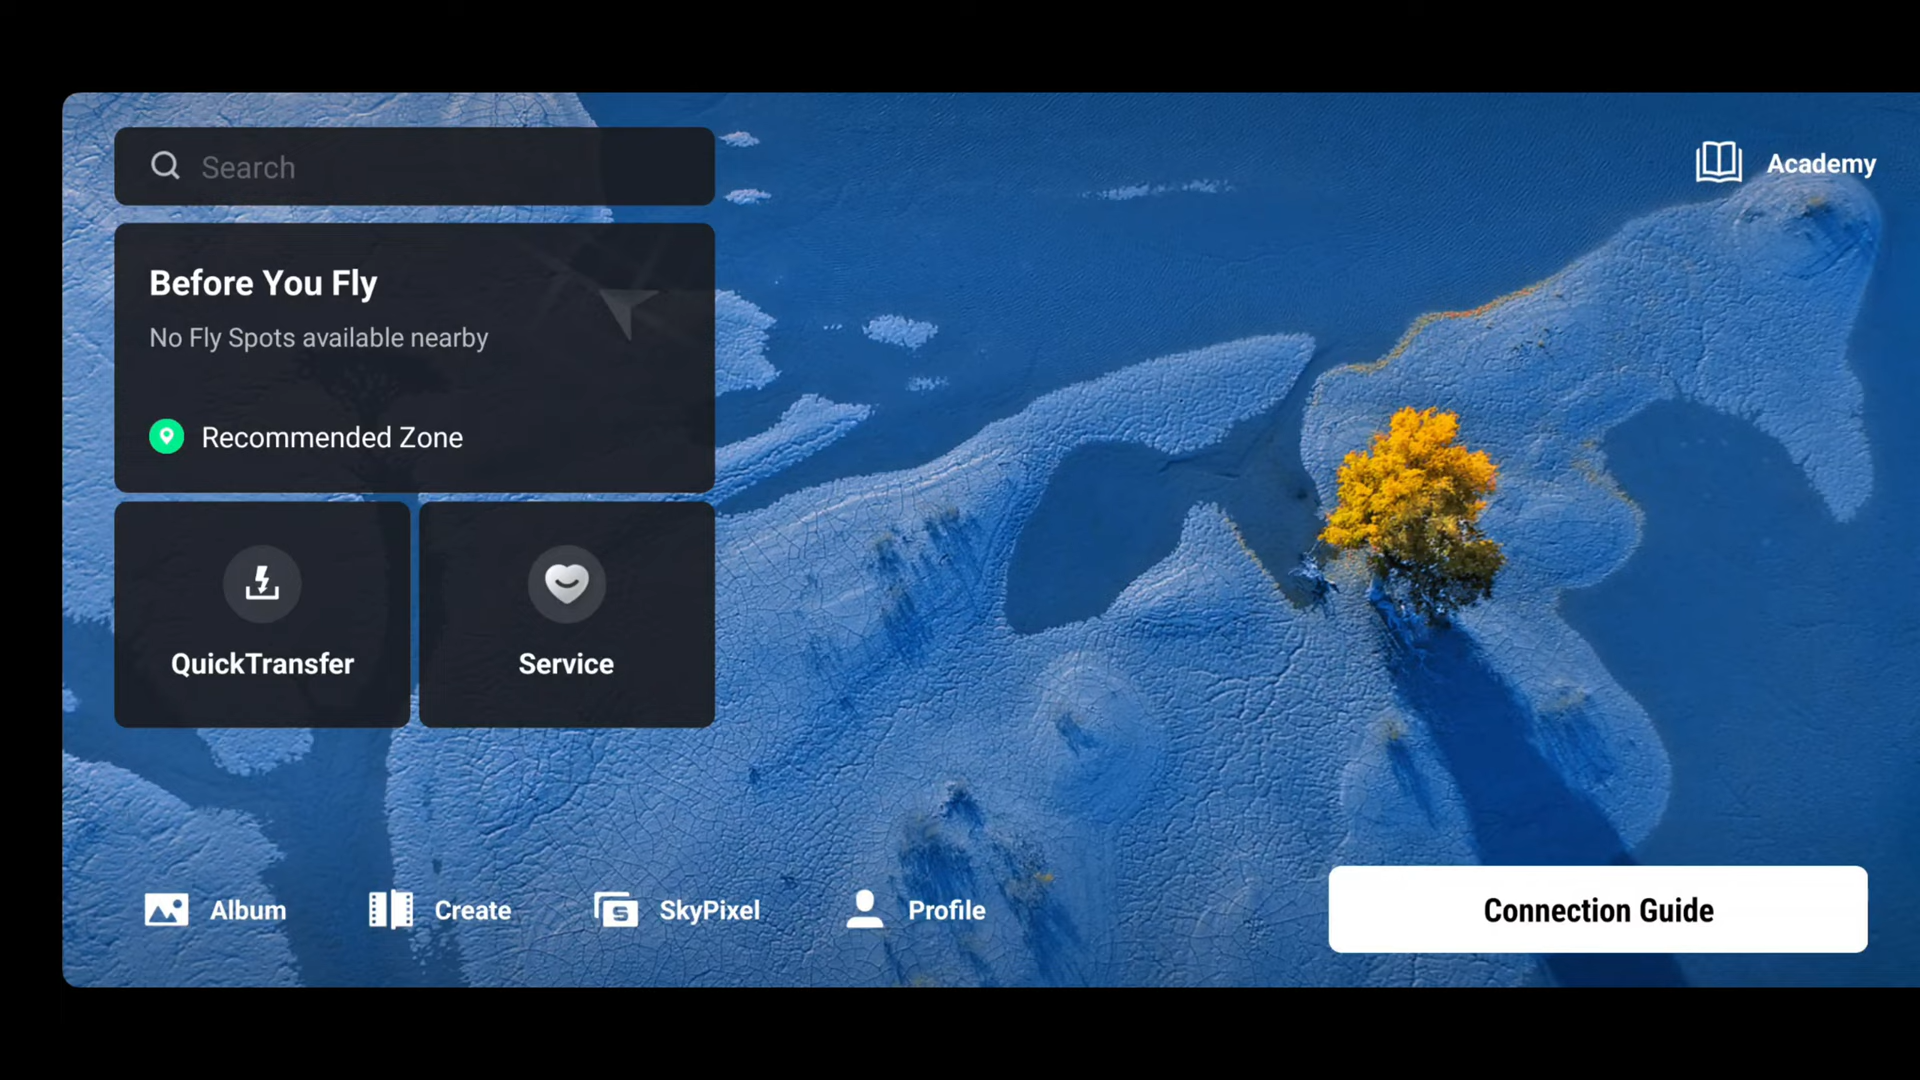 Search
Academy
Before You Fly
No Fly Spots available nearby
Recommended Zone
QuickTransfer
Service
Album
Create
SkyPixel
Profile
Connection Guide